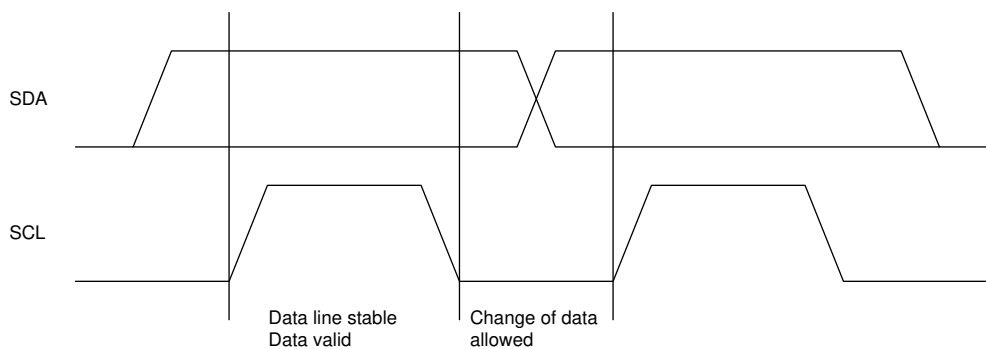 SDA
SCL
Data line stable
Data valid
Change of data
allowed